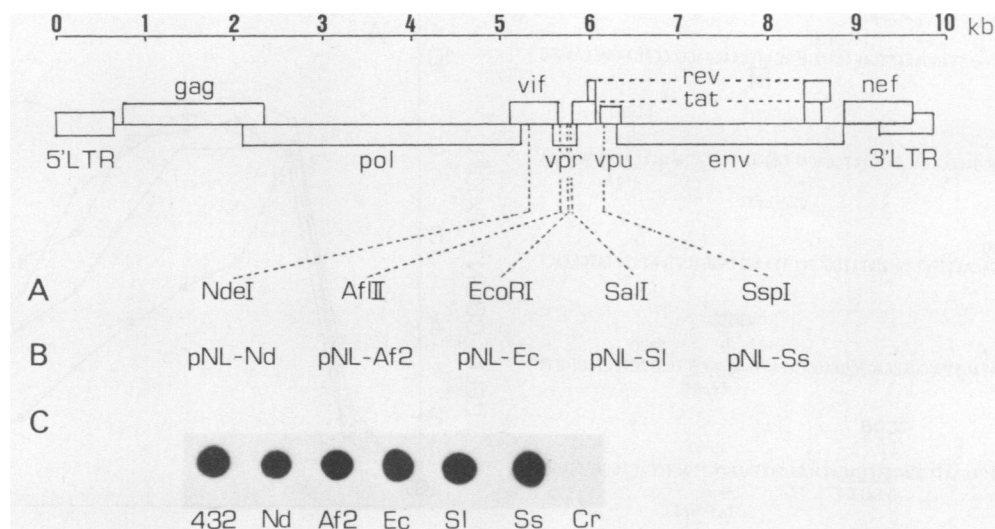 0 1 2 3 4 5 6 7 8 9 10 kb
vif rev nef
gag tat
5'LTR pol vpr vpu env 3'LTR
A NdeI AflII EcoRI SalI SspI
B pNL-Nd pNL-Af2 pNL-Ec pNL-Sl pNL-Ss
C
432 Nd Af2 Ec Sl Ss Cr